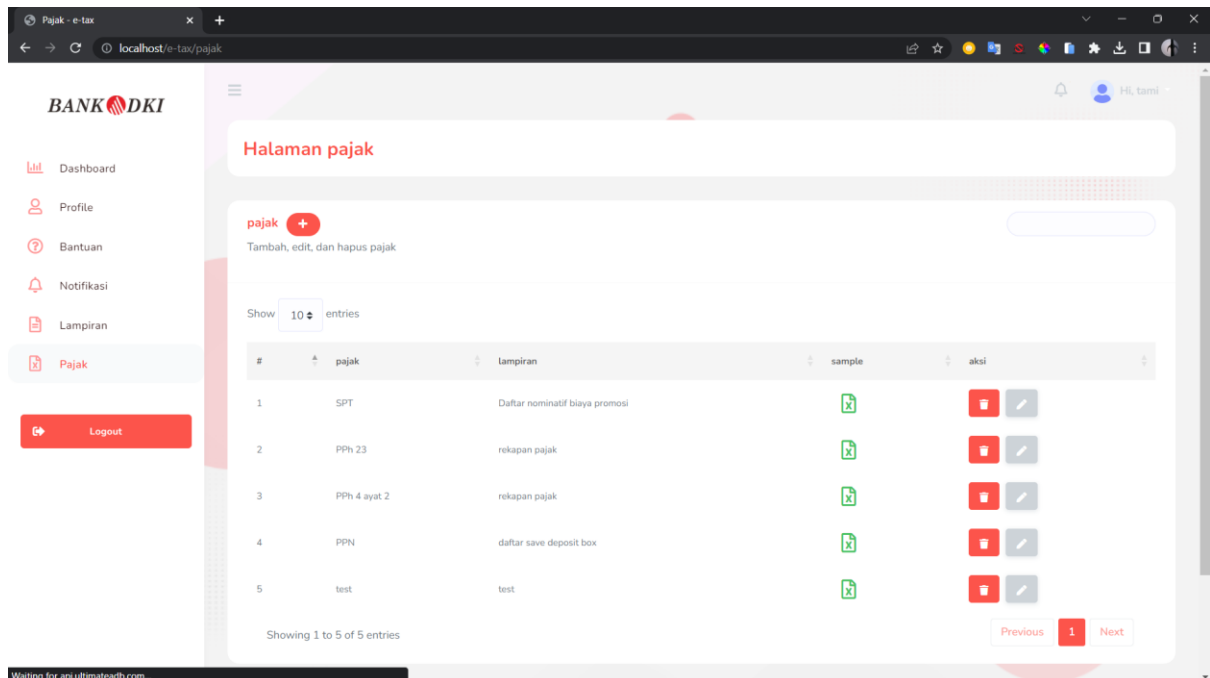 Pajak - e-tax
localhost/e-tax/pajak
BANK DKI
Hi, tami
Dashboard
Profile
Bantuan
Notifikasi
Lampiran
Pajak
Logout
Halaman pajak
pajak +
Tambah, edit, dan hapus pajak
Show 10 entries
# pajak lampiran sample aksi
1 SPT Daftar nominatif biaya promosi
2 PPh 23 rekapan pajak
3 PPh 4 ayat 2 rekapan pajak
4 PPN daftar save deposit box
5 test test
Showing 1 to 5 of 5 entries
Previous 1 Next
Waiting for api.ultimateadb.com...